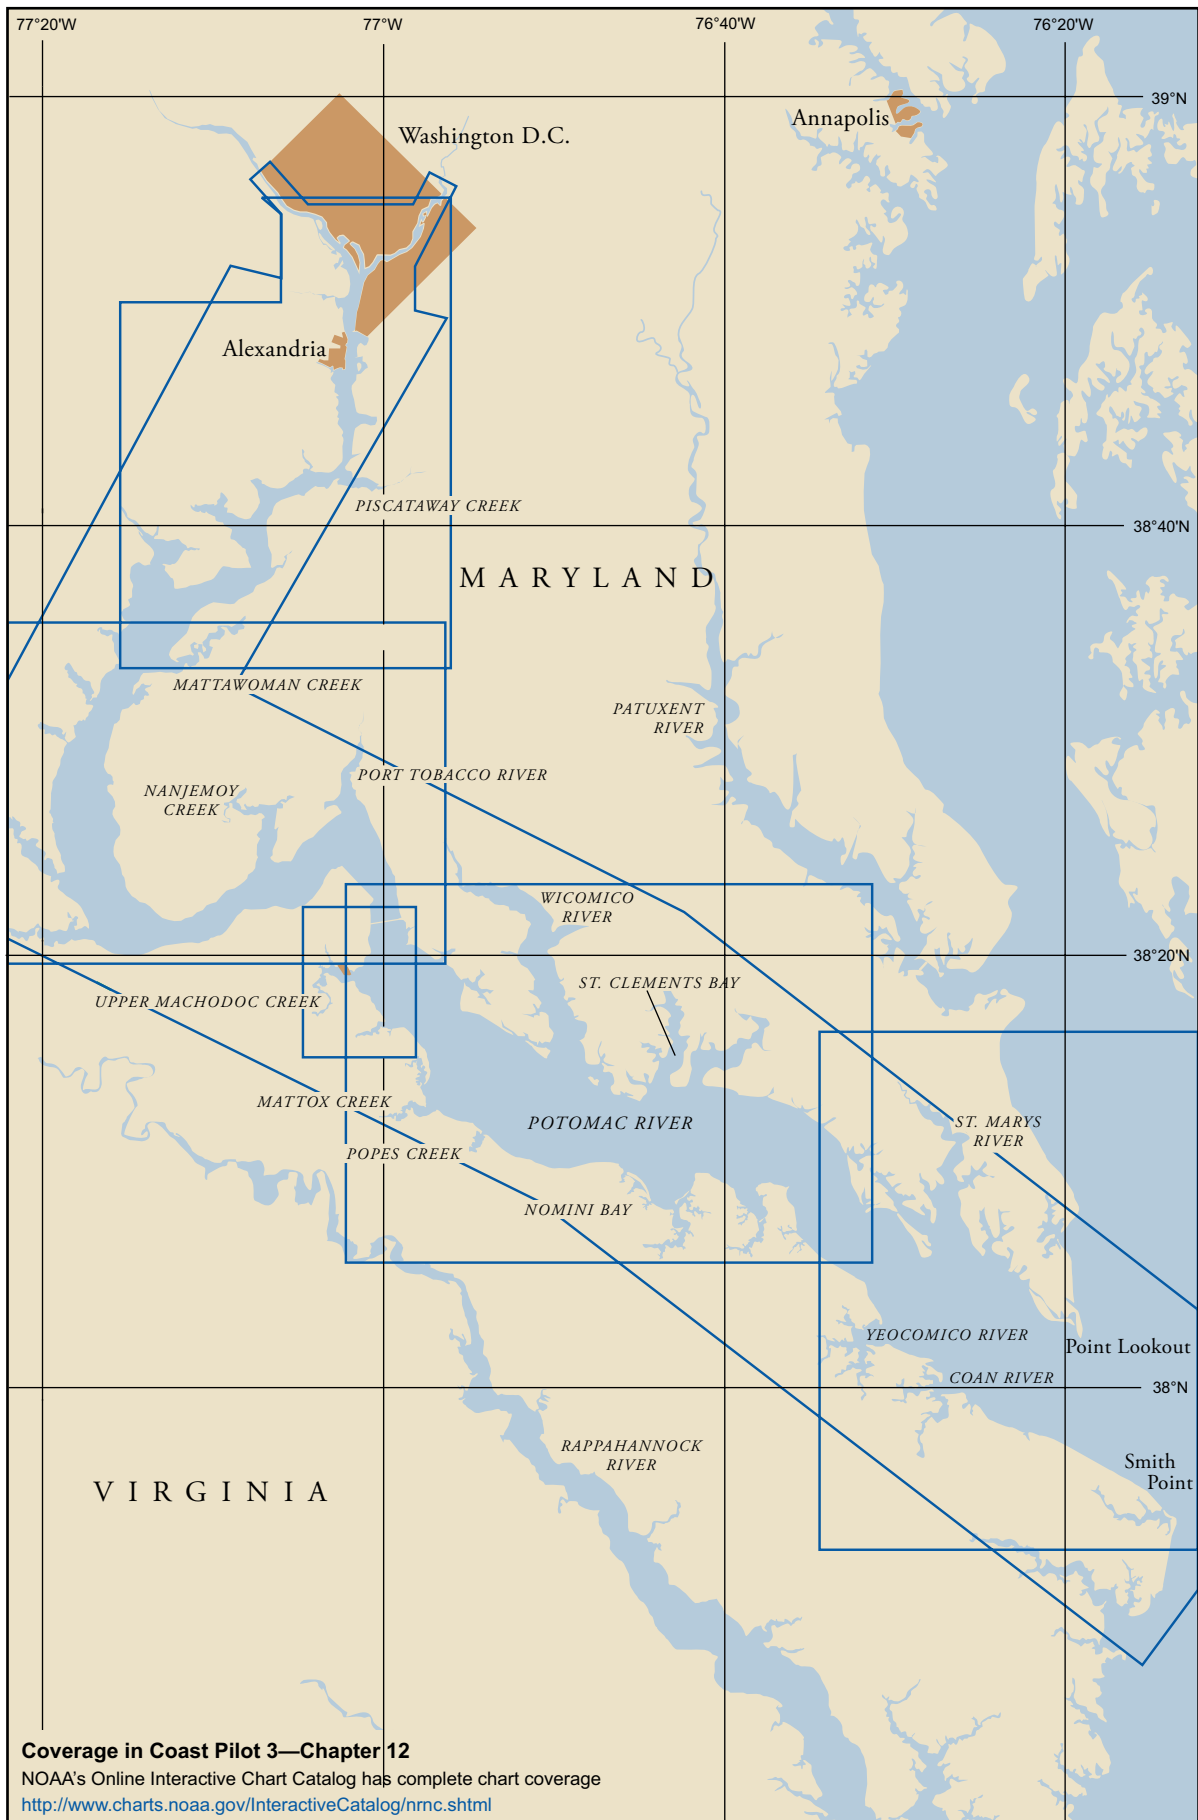 77°20'W
77°W
76°40'W
76°20'W
39°N
Annapolis
Washington D.C.
Alexandria
PISCATAWAY CREEK
38°40'N
MARYLAND
MATTAWOMAN CREEK
PATUXENT
RIVER
PORT TOBACCO RIVER
NANJEMOY
CREEK
WICOMICO
RIVER
38°20'N
ST. CLEMENTS BAY
UPPER MACHODOC CREEK
MATTOX CREEK
POTOMAC RIVER
ST. MARYS
RIVER
POPES CREEK
NOMINI BAY
YEOCOMICO RIVER
Point Lookout
COAN RIVER
38°N
RAPPAHANNOCK
RIVER
Smith
Point
VIRGINIA
Coverage in Coast Pilot 3—Chapter 12
NOAA's Online Interactive Chart Catalog has complete chart coverage
http://www.charts.noaa.gov/InteractiveCatalog/nrnc.shtml